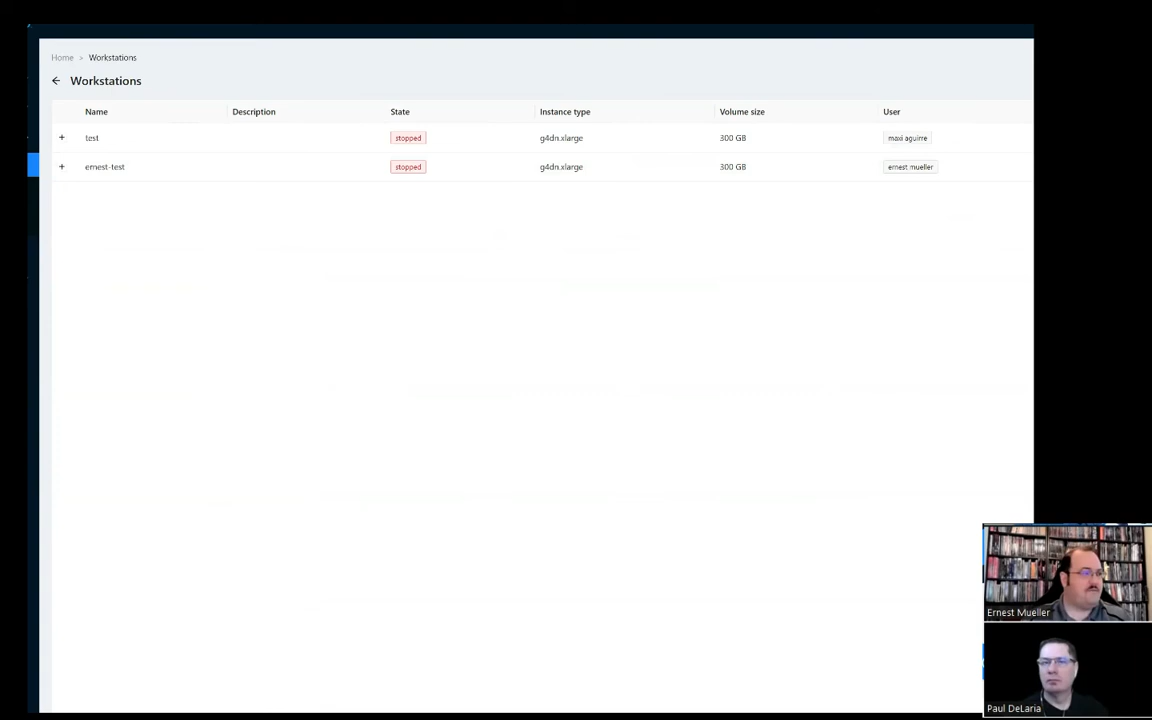 Home > Workstations
← Workstations
Name Description State Instance type Volume size User
+ test stopped g4dn.xlarge 300 GB maxi aguirre
+ ernest-test stopped g4dn.xlarge 300 GB ernest mueller
Ernest Mueller
Paul DeLaria